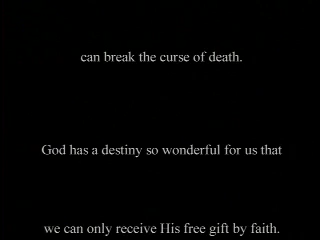 can break the curse of death.
God has a destiny so wonderful for us that
we can only receive His free gift by faith.